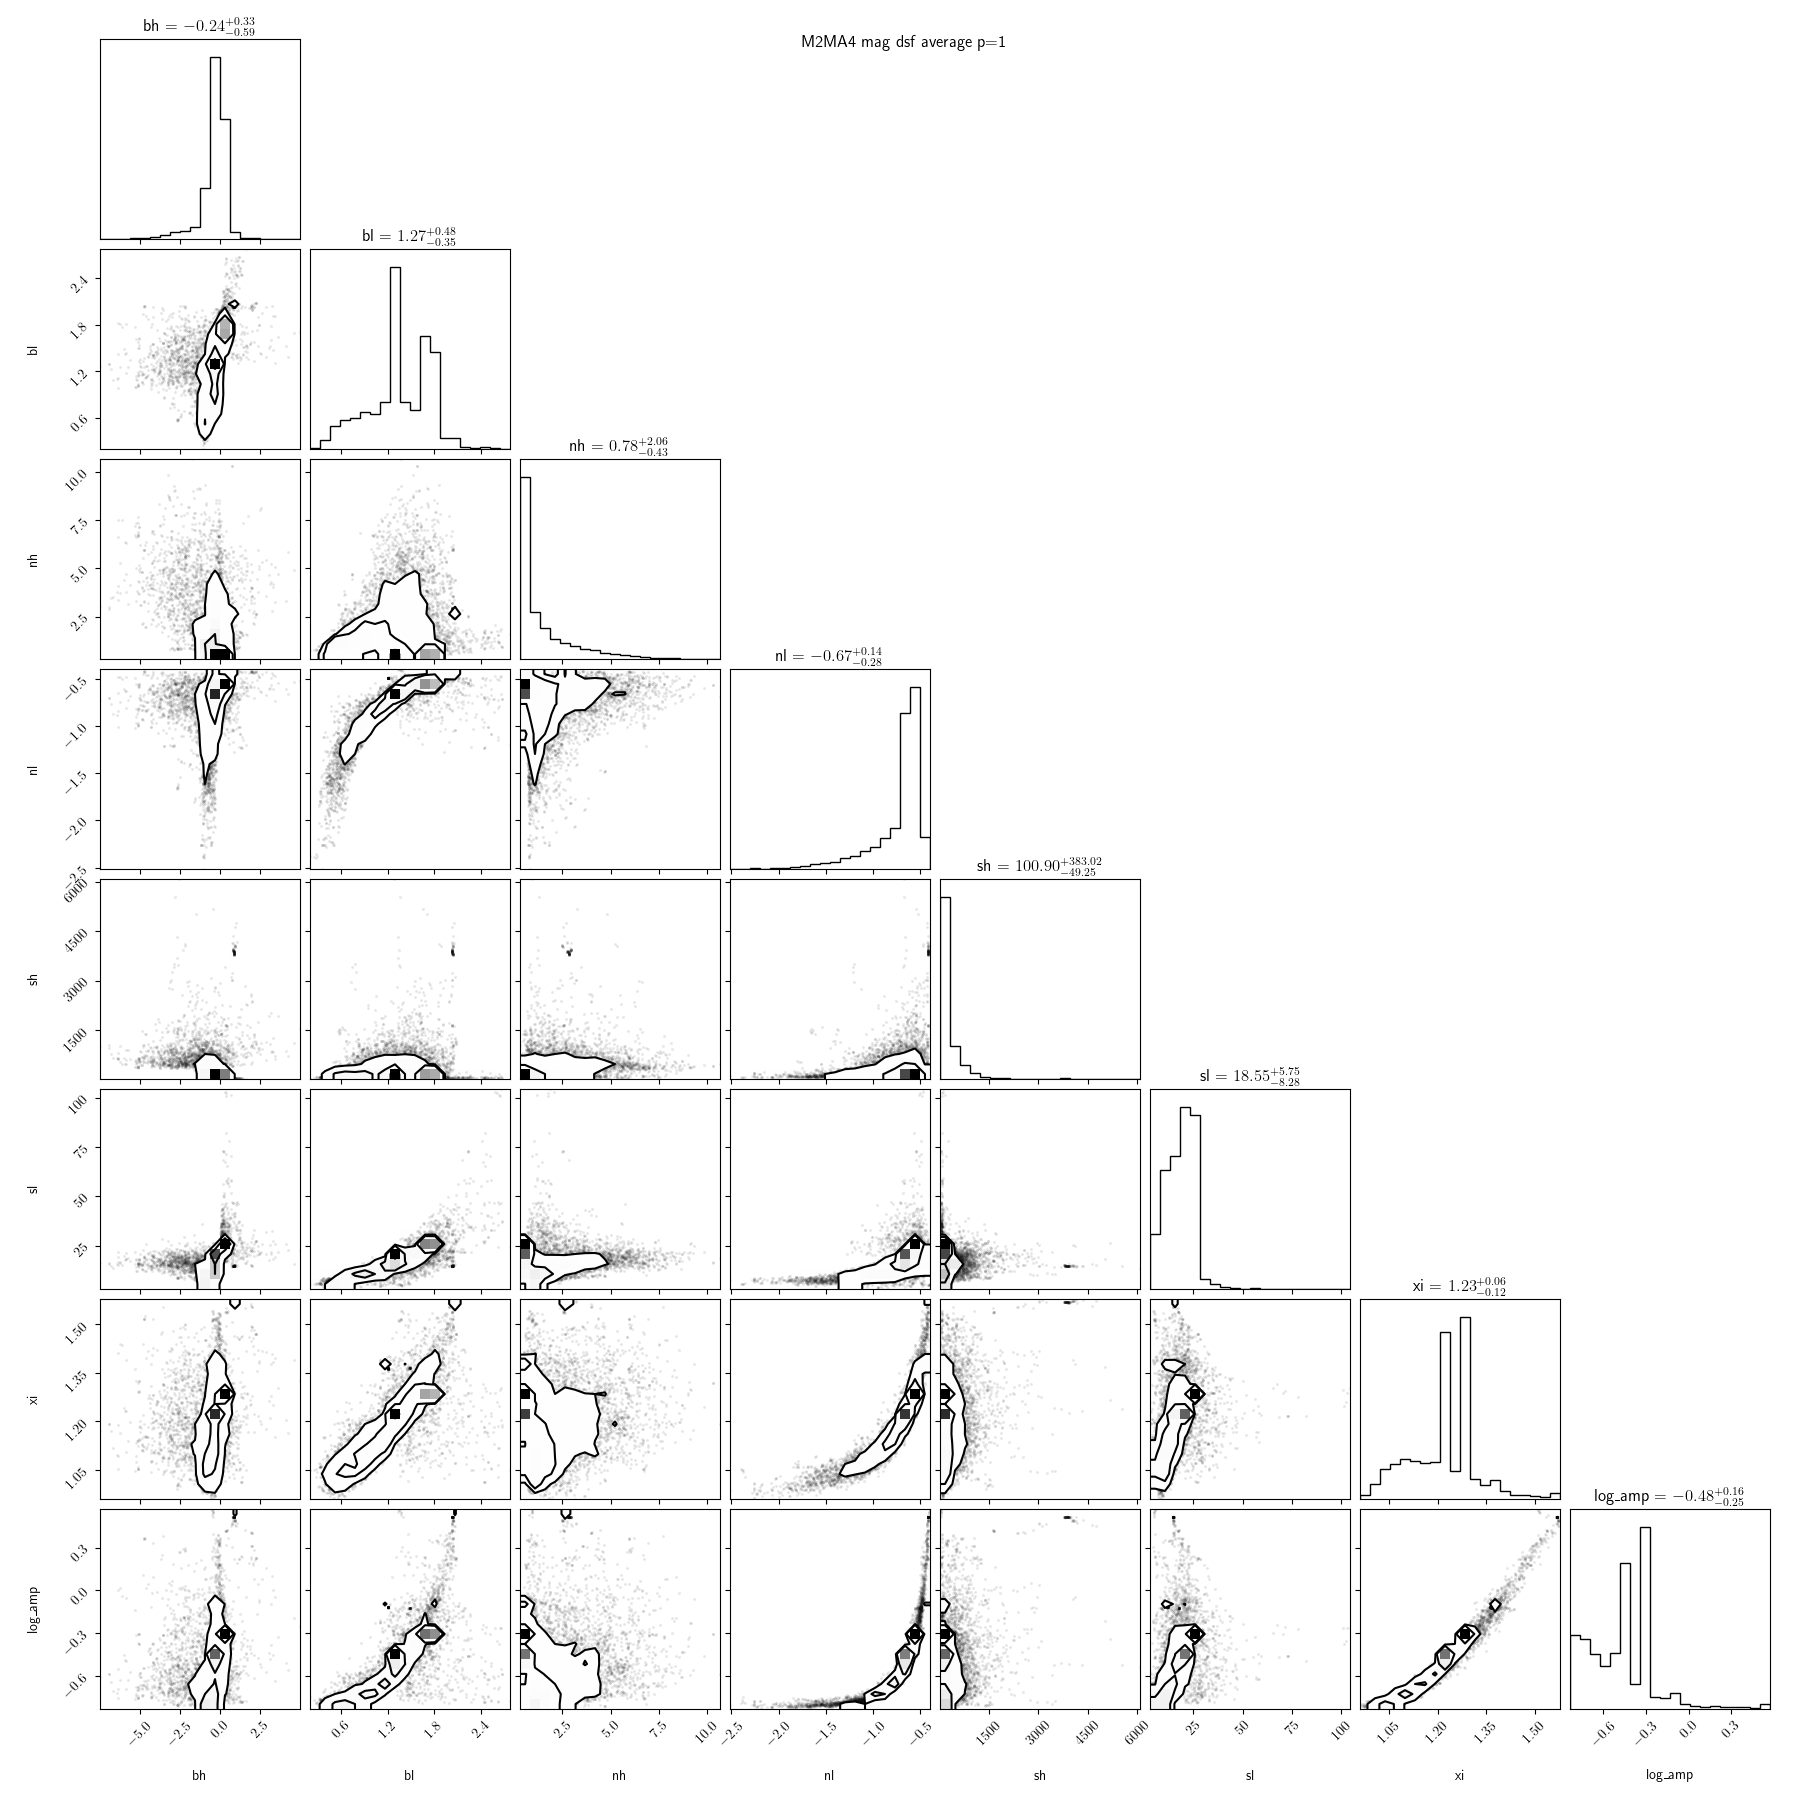 M2MA4 mag dsf average p=1
bh = −0.24+0.33−0.59
bl = 1.27+0.48−0.35
bl
2.4
1.8
1.2
0.6
nh = 0.78+2.06−0.43
nh
10.0
7.5
5.0
2.5
nl = −0.67+0.14−0.28
nl
−0.5
−1.0
−1.5
−2.0
−2.5
sh = 100.90+383.02−49.25
sh
6000
4500
3000
1500
sl = 18.55+5.75−8.28
sl
100
75
50
25
xi = 1.23+0.06−0.12
xi
1.50
1.35
1.20
1.05
log_amp = −0.48+0.16−0.25
log_amp
0.3
0.0
−0.3
−0.6
−5.0 −2.5 0.0 2.5 0.6 1.2 1.8 2.4 2.5 5.0 7.5 10.0 −2.5 −2.0 −1.5 −1.0 −0.5 1500 3000 4500 6000 25 50 75 100 1.05 1.20 1.35 1.50 −0.6 −0.3 0.0 0.3
bh bl nh nl sh sl xi log_amp